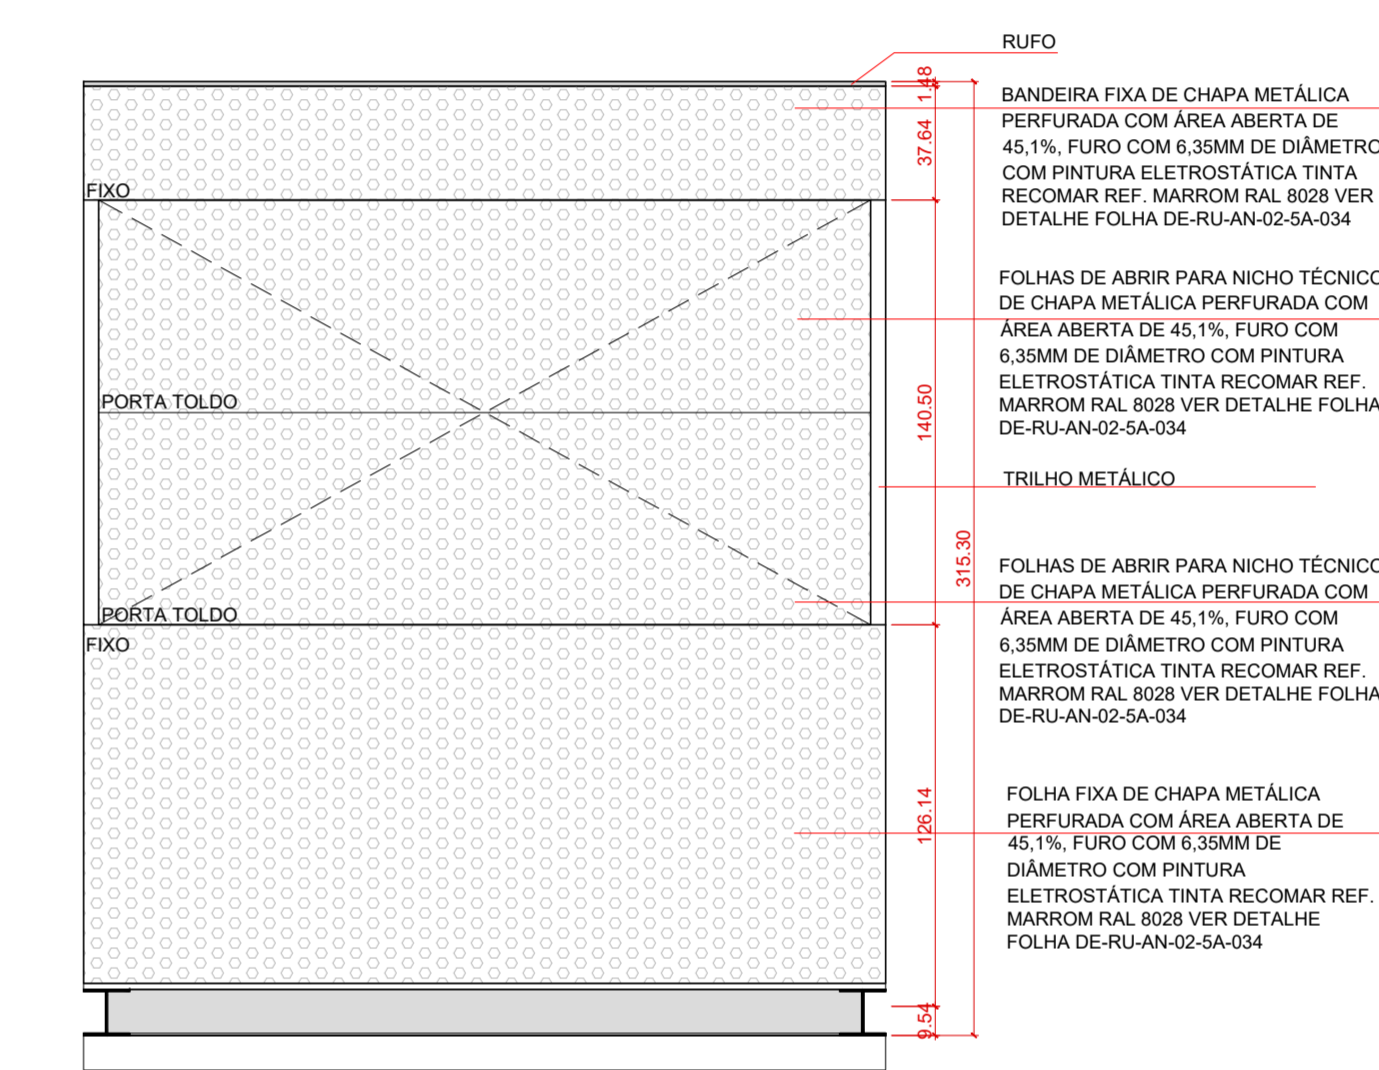 RUFO
1.48
BANDEIRA FIXA DE CHAPA METÁLICA
PERFURADA COM ÁREA ABERTA DE
45,1%, FURO COM 6,35MM DE DIÂMETRO
COM PINTURA ELETROSTÁTICA TINTA
RECOMAR REF. MARROM RAL 8028 VER
DETALHE FOLHA DE-RU-AN-02-5A-034
37.64
FIXO
FOLHAS DE ABRIR PARA NICHO TÉCNICO
DE CHAPA METÁLICA PERFURADA COM
ÁREA ABERTA DE 45,1%, FURO COM
6,35MM DE DIÂMETRO COM PINTURA
ELETROSTÁTICA TINTA RECOMAR REF.
MARROM RAL 8028 VER DETALHE FOLHA
DE-RU-AN-02-5A-034
PORTA TOLDO
140.50
TRILHO METÁLICO
315.30
FOLHAS DE ABRIR PARA NICHO TÉCNICO
DE CHAPA METÁLICA PERFURADA COM
ÁREA ABERTA DE 45,1%, FURO COM
6,35MM DE DIÂMETRO COM PINTURA
ELETROSTÁTICA TINTA RECOMAR REF.
MARROM RAL 8028 VER DETALHE FOLHA
DE-RU-AN-02-5A-034
PORTA TOLDO
FIXO
126.14
FOLHA FIXA DE CHAPA METÁLICA
PERFURADA COM ÁREA ABERTA DE
45,1%, FURO COM 6,35MM DE
DIÂMETRO COM PINTURA
ELETROSTÁTICA TINTA RECOMAR REF.
MARROM RAL 8028 VER DETALHE
FOLHA DE-RU-AN-02-5A-034
9.54